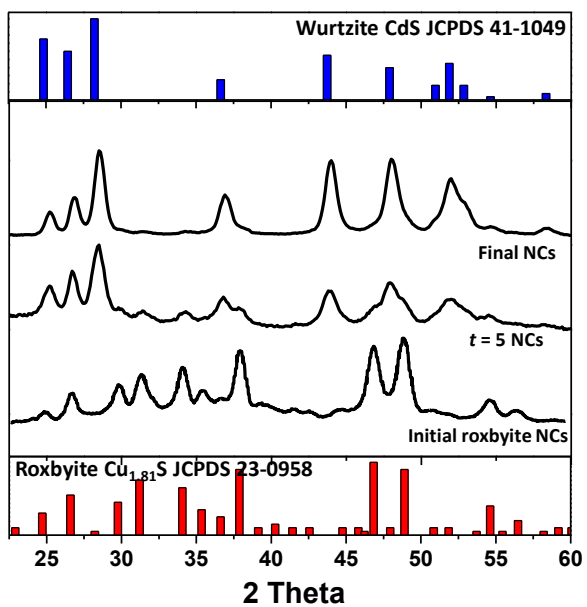 Wurtzite CdS JCPDS 41-1049
Final NCs
t = 5 NCs
Initial roxbyite NCs
Roxbyite Cu1.81S JCPDS 23-0958
25 30 35 40 45 50 55 60
2 Theta